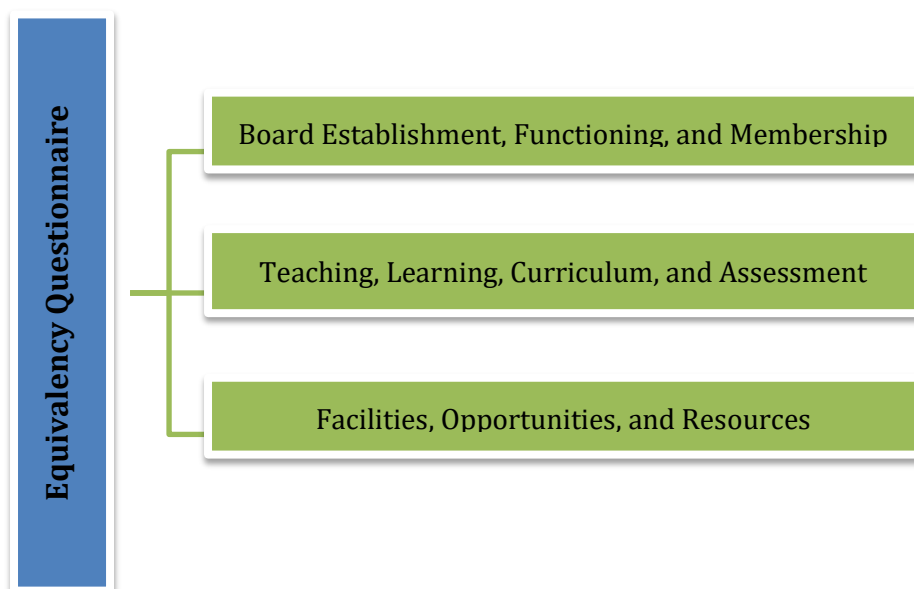 Equivalency Questionnaire
Board Establishment, Functioning, and Membership
Teaching, Learning, Curriculum, and Assessment
Facilities, Opportunities, and Resources